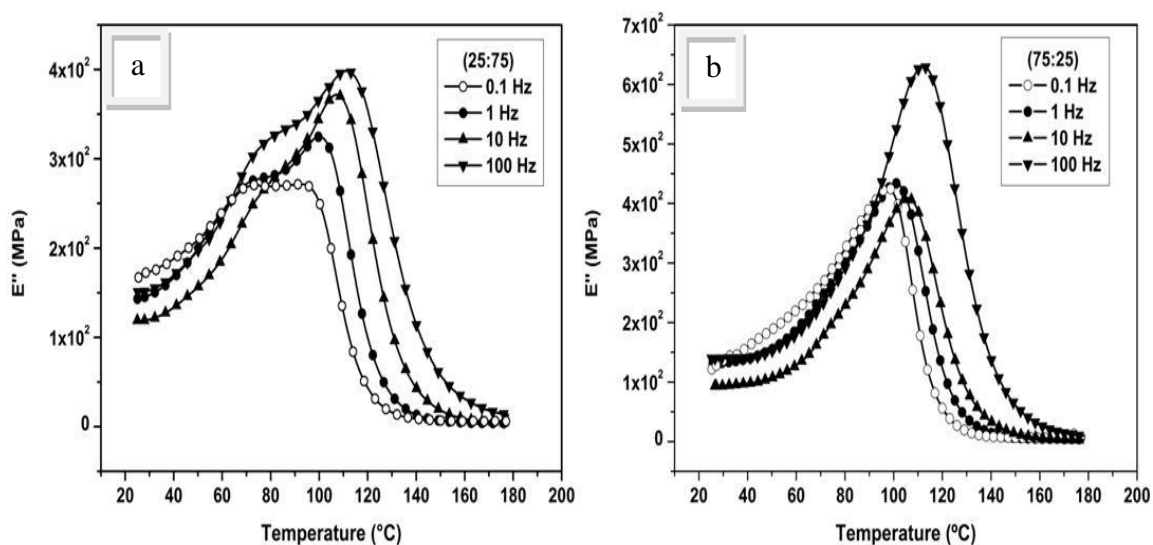 a
(25:75)
0.1 Hz
1 Hz
10 Hz
100 Hz
4x10²
3x10²
2x10²
1x10²
0
E'' (MPa)
20 40 60 80 100 120 140 160 180 200
Temperature (°C)
b
(75:25)
0.1 Hz
1 Hz
10 Hz
100 Hz
7x10²
6x10²
5x10²
4x10²
3x10²
2x10²
1x10²
0
E'' (MPa)
20 40 60 80 100 120 140 160 180 200
Temperature (ºC)